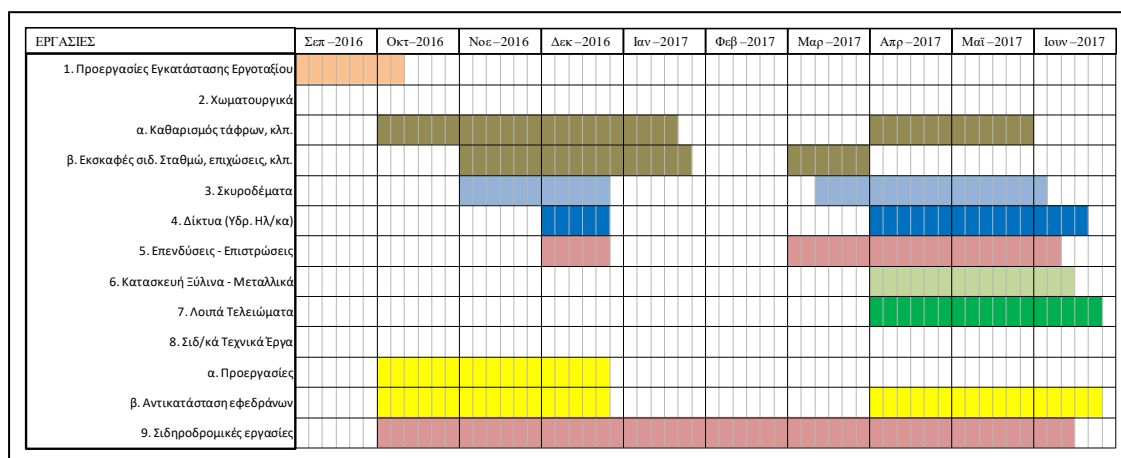 ΕΡΓΑΣΙΕΣ Σεπ –2016 Οκτ–2016 Νοε –2016 Δεκ –2016 Ιαν –2017 Φεβ –2017 Μαρ –2017 Απρ –2017 Μαϊ –2017 Ιουν –2017
1. Προεργασίες Εγκατάστασης Εργοταξίου
2. Χωματουργικά
α. Καθαρισμός τάφρων, κλπ.
β. Εκσκαφές σιδ. Σταθμώ, επιχώσεις, κλπ.
3. Σκυροδέματα
4. Δίκτυα (Υδρ. Ηλ/κα)
5. Επενδύσεις - Επιστρώσεις
6. Κατασκευή Ξύλινα - Μεταλλικά
7. Λοιπά Τελειώματα
8. Σιδ/κά Τεχνικά Έργα
α. Προεργασίες
β. Αντικατάσταση εφεδράνων
9. Σιδηροδρομικές εργασίες